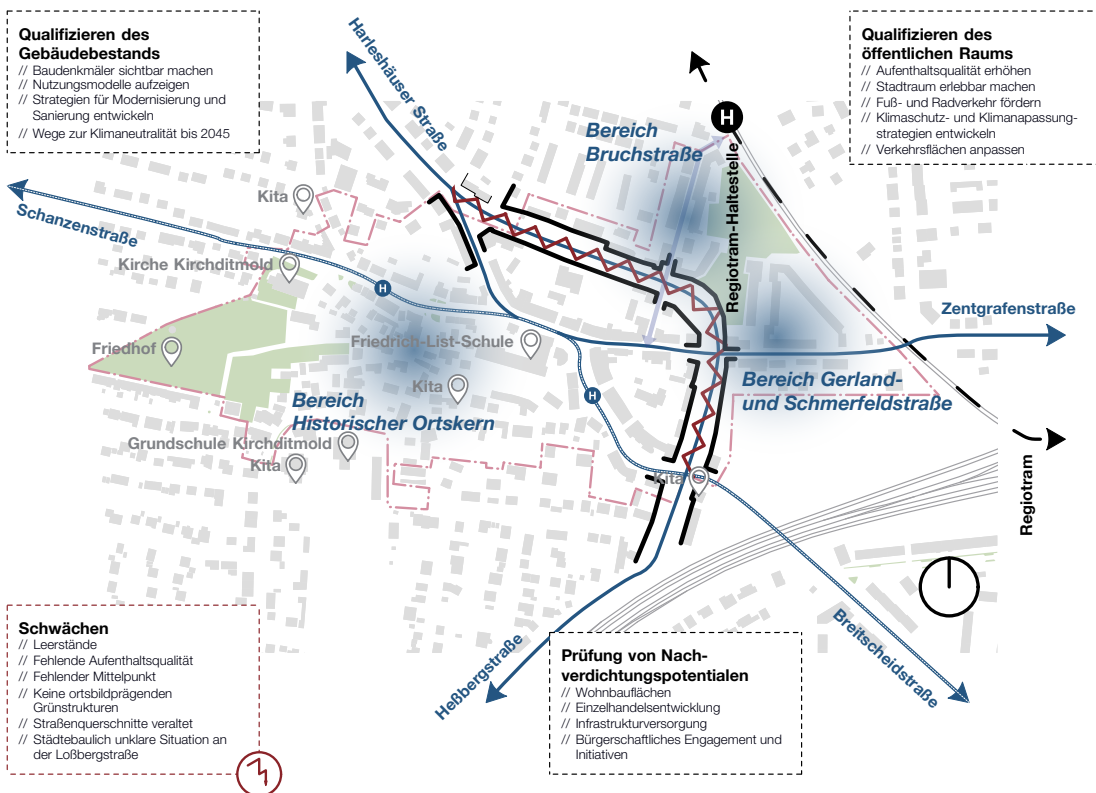 Qualifizieren des
Gebäudebestands
// Baudenkmäler sichtbar machen
// Nutzungsmodelle aufzeigen
// Strategien für Modernisierung und
Sanierung entwickeln
// Wege zur Klimaneutralität bis 2045
Qualifizieren des
öffentlichen Raums
// Aufenthaltsqualität erhöhen
// Stadtraum erlebbar machen
// Fuß- und Radverkehr fördern
// Klimaschutz- und Klimanapassung-
strategien entwickeln
// Verkehrsflächen anpassen
Harleshäuser Straße
H
Bereich
Bruchstraße
Regiotram-Haltestelle
Kita
Schanzenstraße
Kirche Kirchditmold
H
Zentgrafenstraße
Friedhof
Friedrich-List-Schule
Kita
H
Bereich Gerland-
und Schmerfeldstraße
Bereich
Historischer Ortskern
Grundschule Kirchditmold
Kita
Kita
Regiotram
Heßbergstraße
Breitscheidstraße
Schwächen
// Leerstände
// Fehlende Aufenthaltsqualität
// Fehlender Mittelpunkt
// Keine ortsbildprägenden
Grünstrukturen
// Straßenquerschnitte veraltet
// Städtebaulich unklare Situation an
der Loßbergstraße
Prüfung von Nach-
verdichtungspotentialen
// Wohnbauflächen
// Einzelhandelsentwicklung
// Infrastrukturversorgung
// Bürgerschaftliches Engagement und
Initiativen